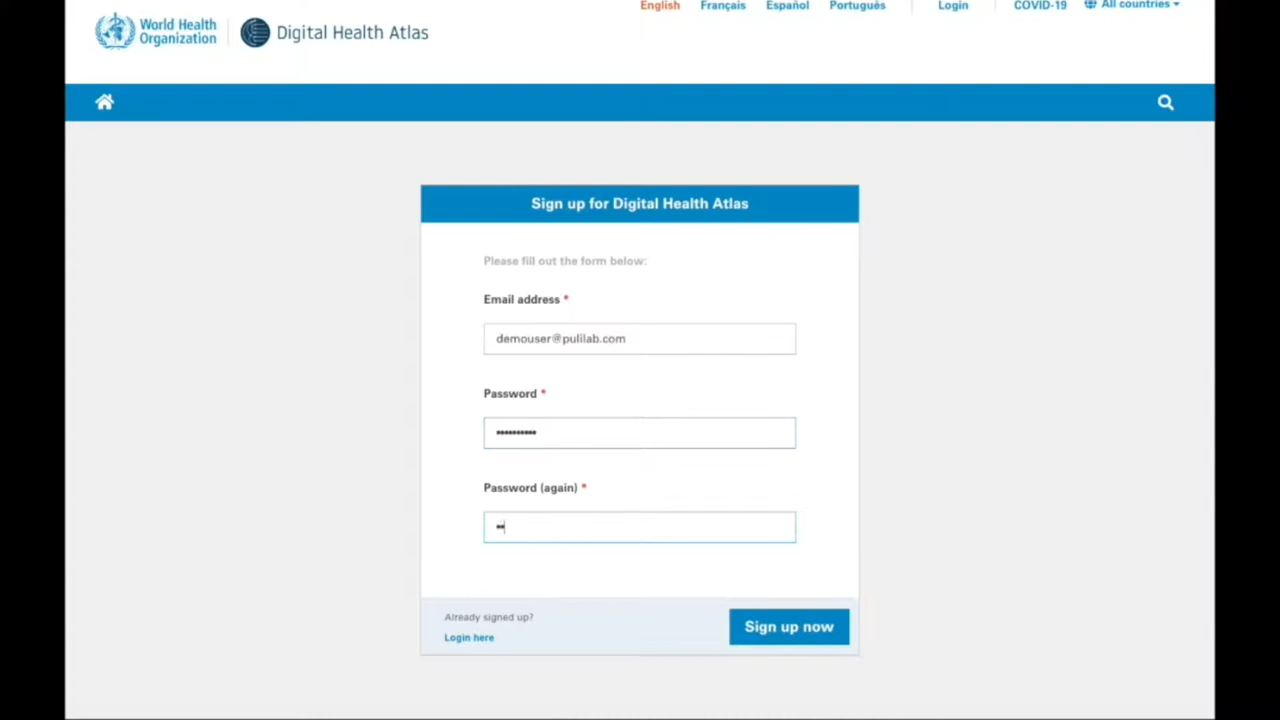 English Français Español Português Login COVID-19 All countries
World Health Organization
Digital Health Atlas
Sign up for Digital Health Atlas
Please fill out the form below:
Email address *
demouser@pulilab.com
Password *
••••••••••
Password (again) *
••
Already signed up?
Login here
Sign up now